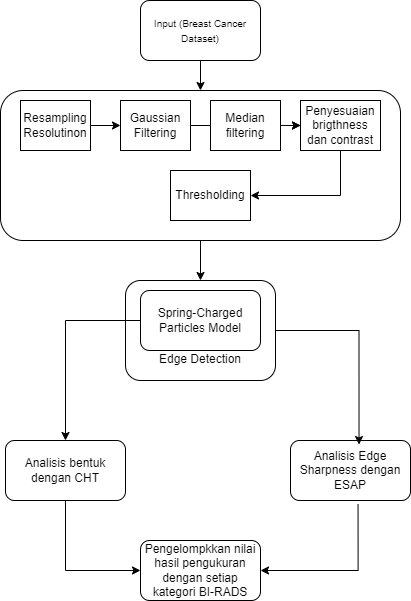 Input (Breast Cancer
Dataset)
Resampling
Resolutinon
Gaussian
Filtering
Median
filtering
Penyesuaian
brigthness
dan contrast
Thresholding
Spring-Charged
Particles Model
Edge Detection
Analisis bentuk
dengan CHT
Analisis Edge
Sharpness dengan
ESAP
Pengelompkkan nilai
hasil pengukuran
dengan setiap
kategori BI-RADS